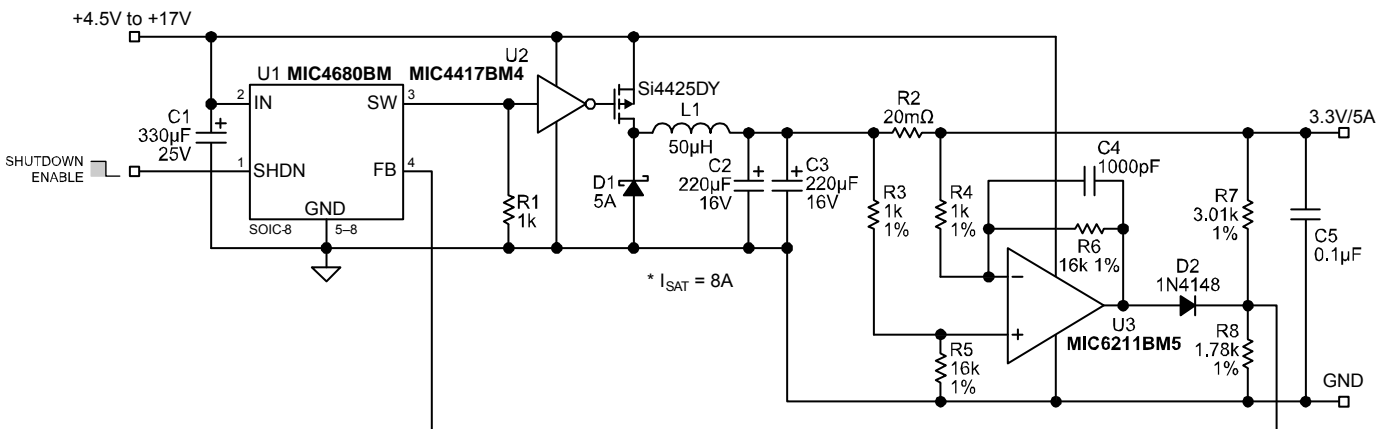 +4.5V to +17V
U1 MIC4680BM
MIC4417BM4
U2
2
IN
SW
3
Si4425DY
C1
330µF
25V
+
SHUTDOWN
ENABLE
1
SHDN
FB
4
GND
SOIC-8
5–8
R1
1k
D1
5A
L1
50µH
C2
220µF
16V
+
C3
220µF
16V
+
* ISAT = 8A
R2
20mΩ
R3
1k
1%
R4
1k
1%
C4
1000pF
R6
16k 1%
−
+
U3
MIC6211BM5
R5
16k
1%
D2
1N4148
R7
3.01k
1%
R8
1.78k
1%
C5
0.1µF
3.3V/5A
GND